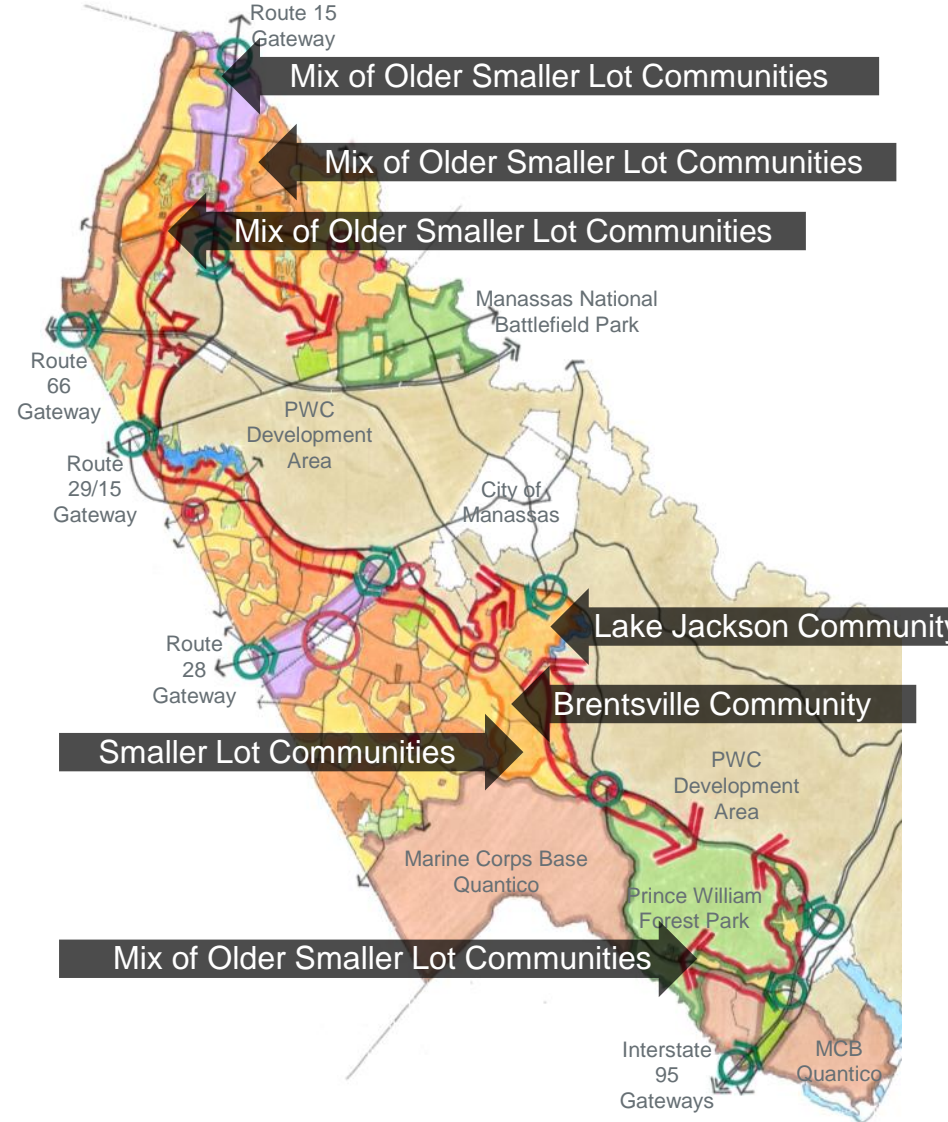 Route 15
Gateway
Mix of Older Smaller Lot Communities
Mix of Older Smaller Lot Communities
Mix of Older Smaller Lot Communities
Manassas National
Battlefield Park
Route
66
Gateway
PWC
Development
Area
Route
29/15
Gateway
City of
Manassas
Lake Jackson Community
Route
28
Gateway
Brentsville Community
Smaller Lot Communities
PWC
Development
Area
Marine Corps Base
Quantico
Prince William
Forest Park
Mix of Older Smaller Lot Communities
Interstate
95
Gateways
MCB
Quantico